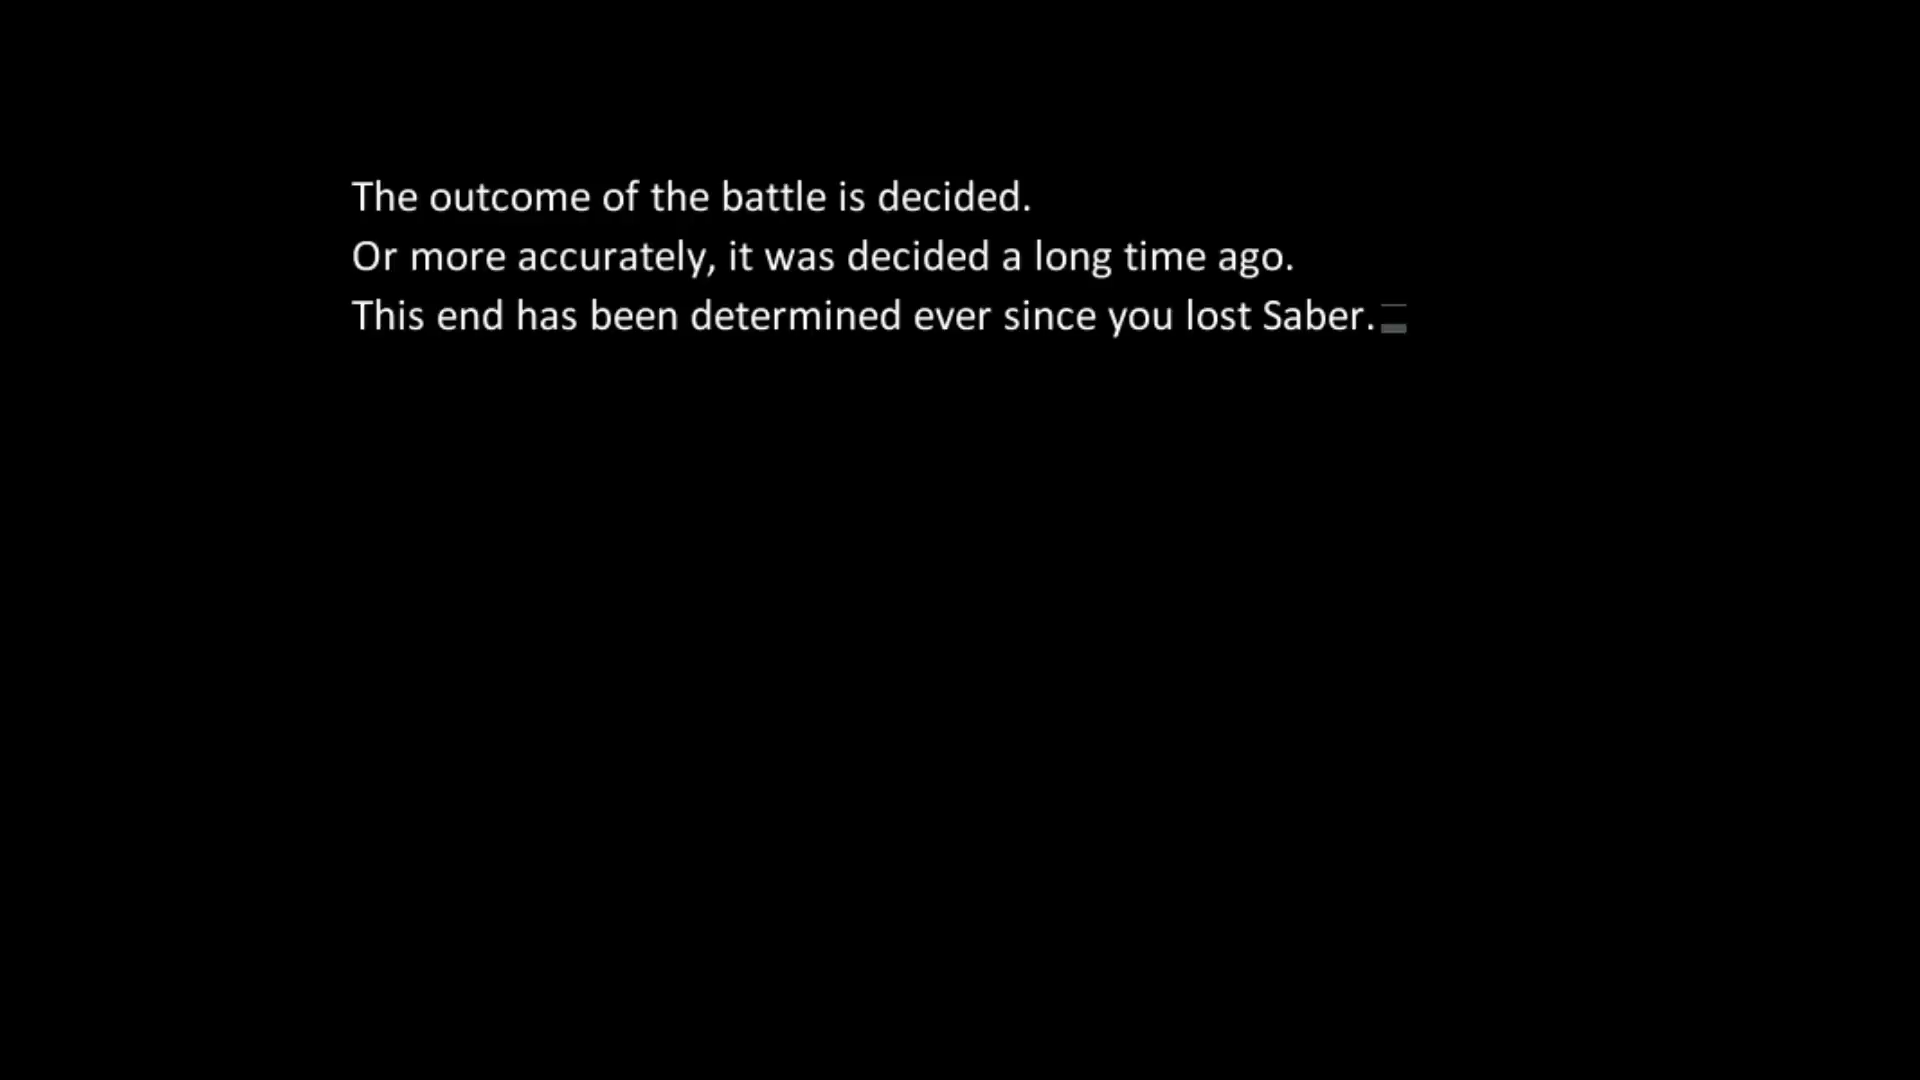 The outcome of the battle is decided.
Or more accurately, it was decided a long time ago.
This end has been determined ever since you lost Saber.